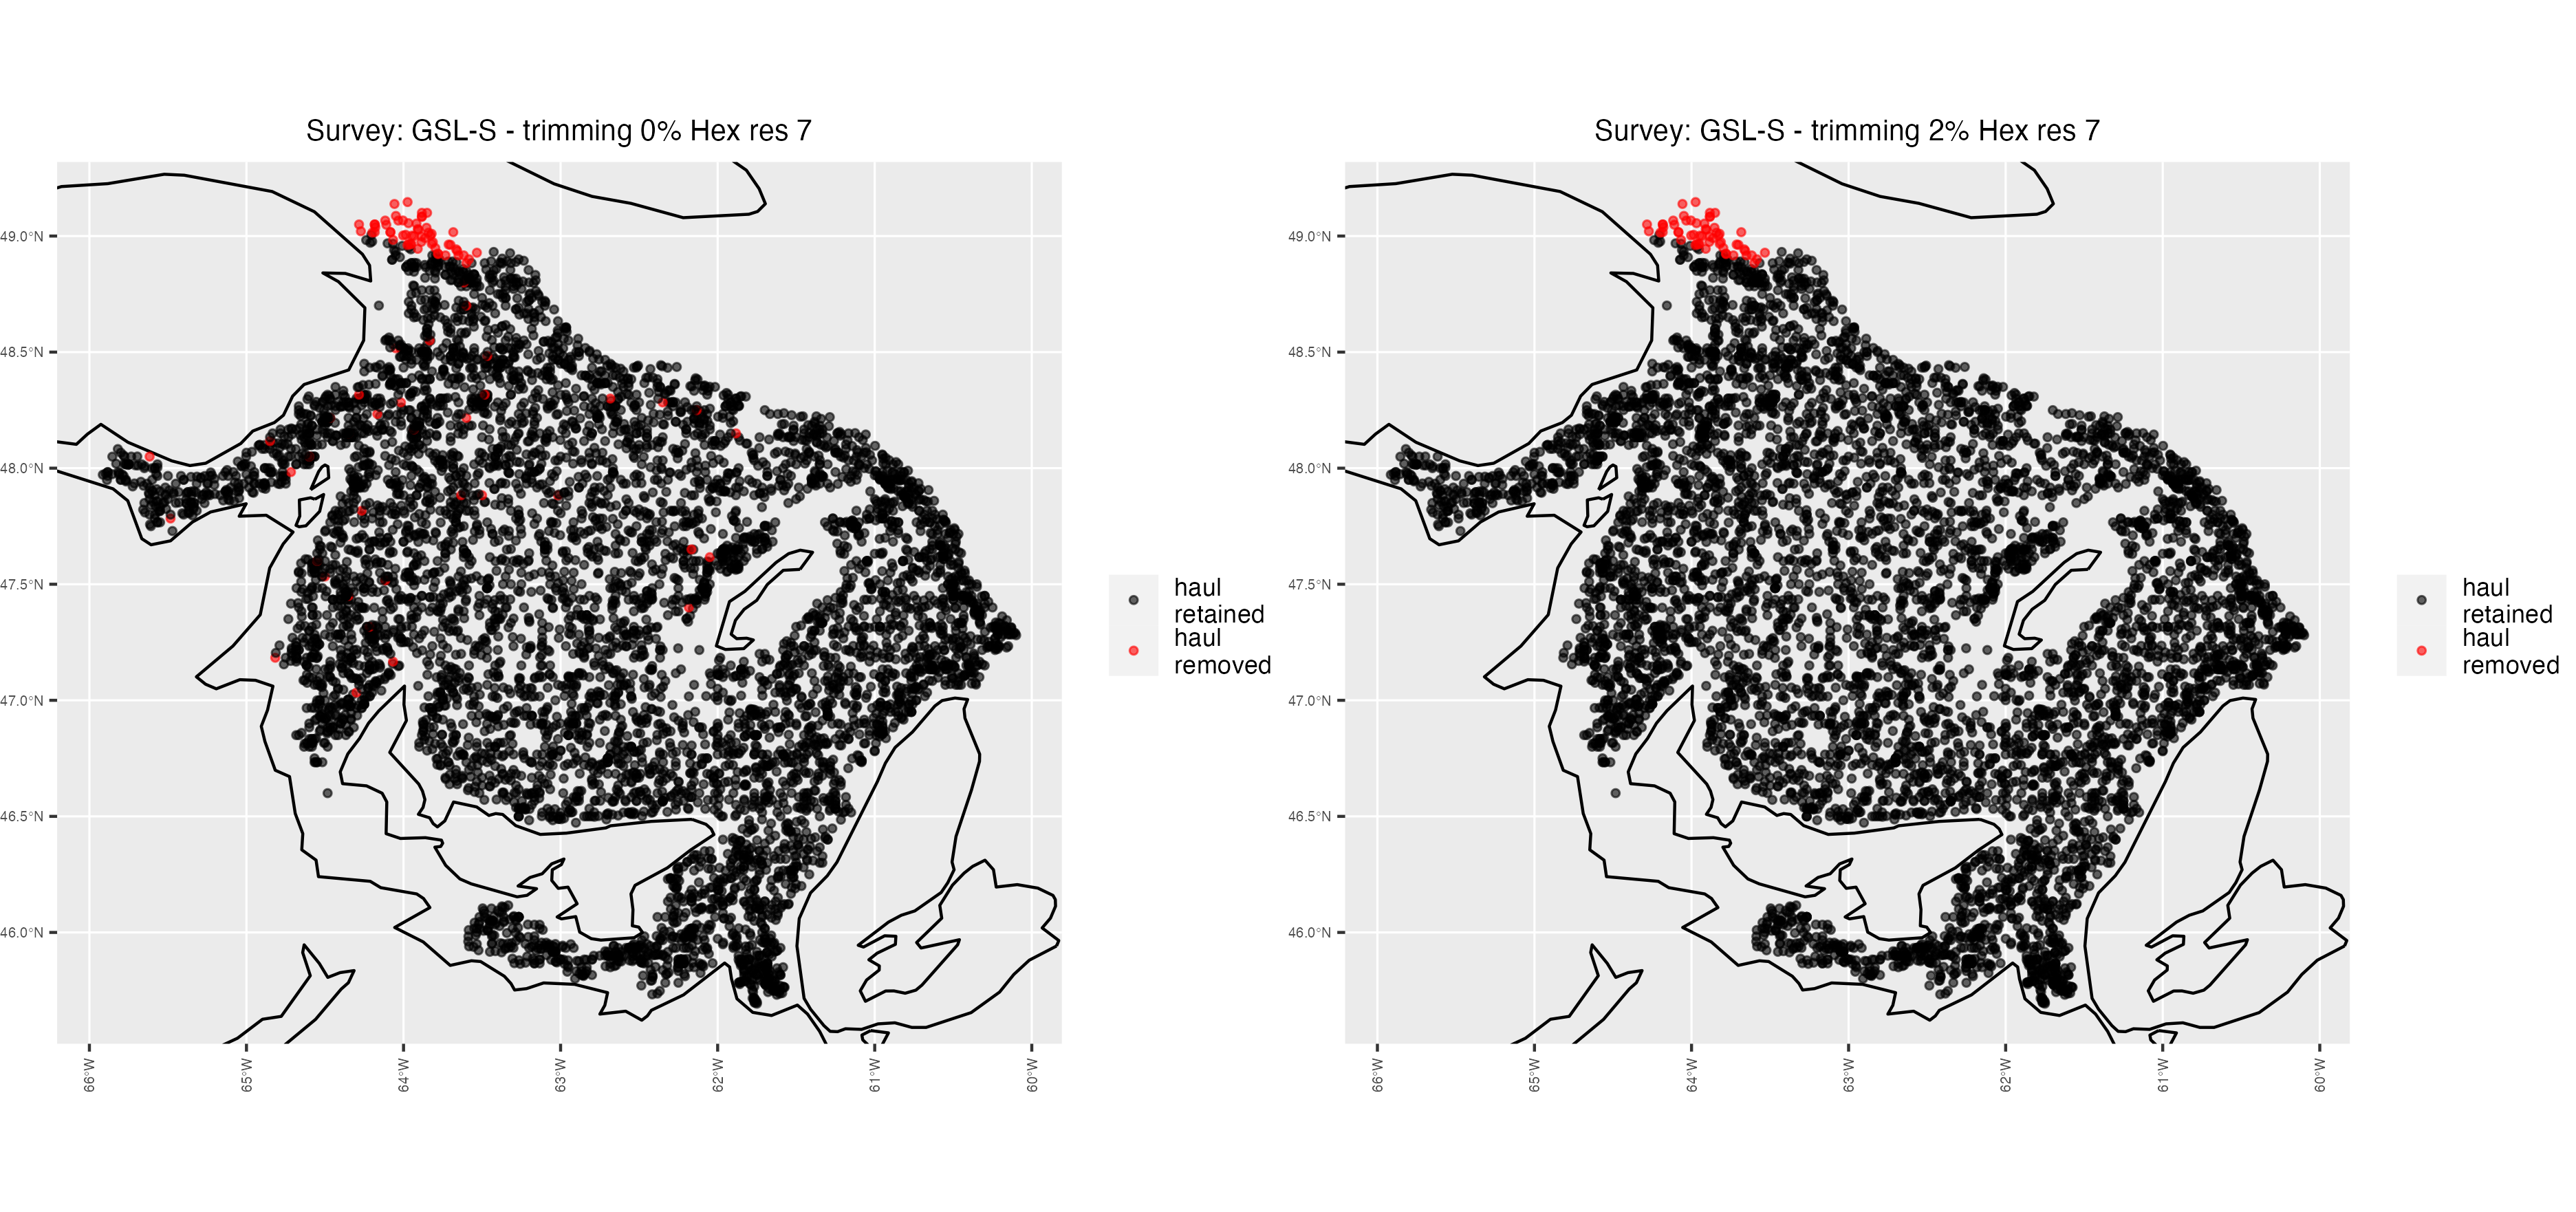 Survey: GSL-S - trimming 0% Hex res 7
49.0°N
48.5°N
48.0°N
47.5°N
47.0°N
46.5°N
46.0°N
66°W
65°W
64°W
63°W
62°W
61°W
60°W
haul
retained
haul
removed
Survey: GSL-S - trimming 2% Hex res 7
49.0°N
48.5°N
48.0°N
47.5°N
47.0°N
46.5°N
46.0°N
66°W
65°W
64°W
63°W
62°W
61°W
60°W
haul
retained
haul
removed